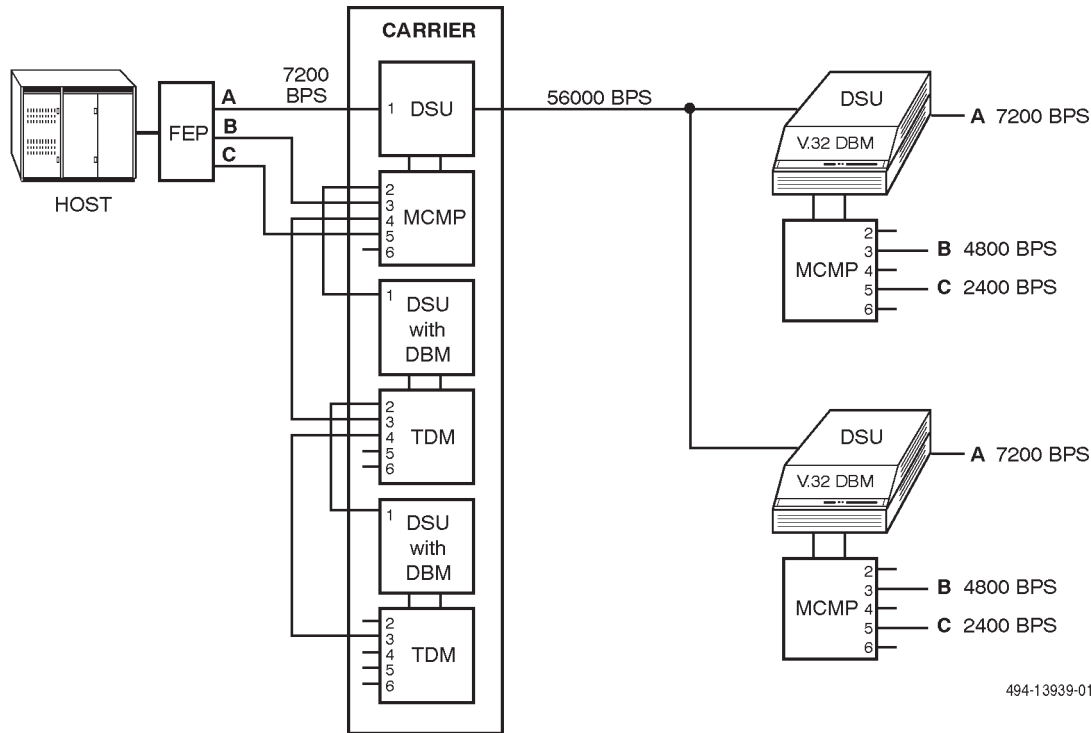 CARRIER
HOST
FEP
A
B
C
7200
BPS
1
DSU
56000 BPS
2
3
4
5
6
MCMP
1
DSU
with
DBM
2
3
4
5
6
TDM
1
DSU
with
DBM
2
3
4
5
6
TDM
DSU
V.32 DBM
A 7200 BPS
MCMP
2
3
4
5
6
B 4800 BPS
C 2400 BPS
DSU
V.32 DBM
A 7200 BPS
MCMP
2
3
4
5
6
B 4800 BPS
C 2400 BPS
494-13939-01